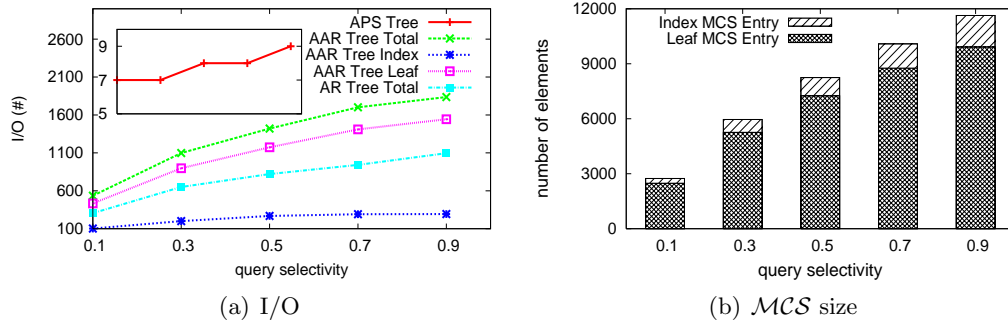 APS Tree
AAR Tree Total
AAR Tree Index
AAR Tree Leaf
AR Tree Total
9
7
5
2600
2100
1600
1100
600
100
I/O (#)
0.1 0.3 0.5 0.7 0.9
query selectivity
(a) I/O
Index MCS Entry
Leaf MCS Entry
12000
9000
6000
3000
0
number of elements
0.1 0.3 0.5 0.7 0.9
query selectivity
(b) MCS size